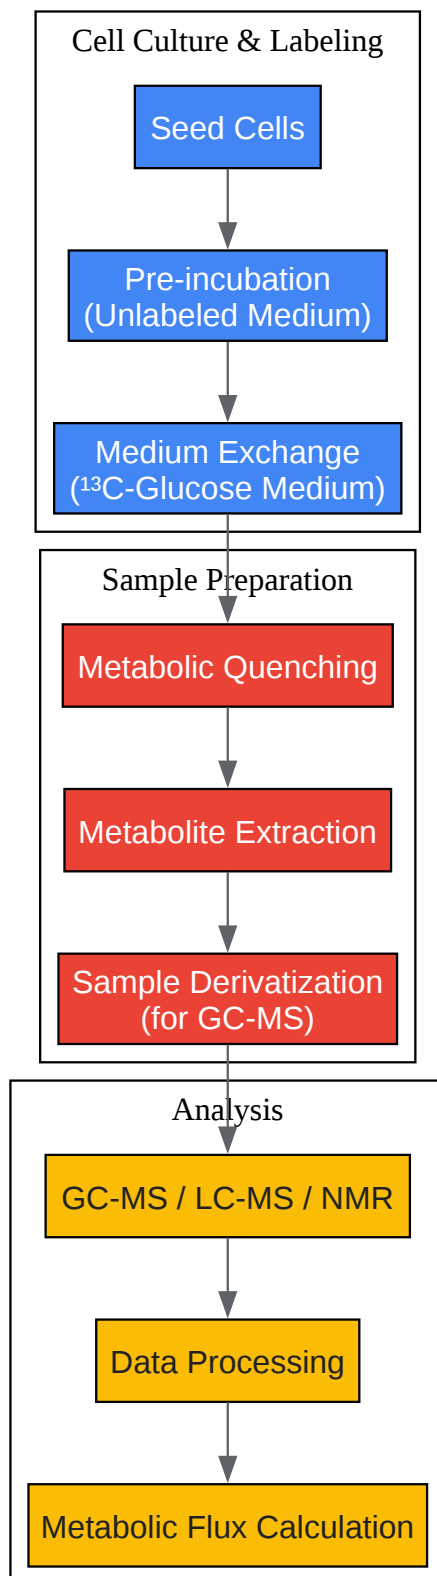 Cell Culture & Labeling
Seed Cells
Pre-incubation
(Unlabeled Medium)
Medium Exchange
(¹³C-Glucose Medium)
Sample Preparation
Metabolic Quenching
Metabolite Extraction
Sample Derivatization
(for GC-MS)
Analysis
GC-MS / LC-MS / NMR
Data Processing
Metabolic Flux Calculation